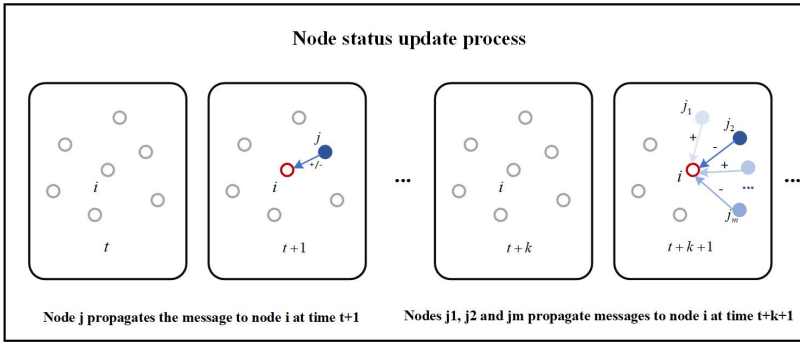 Node status update process
i
t
j
+/-
i
t+1
...
i
t+k
j1
j2
+
-
+
i
...
-
jm
t+k+1
...
Node j propagates the message to node i at time t+1
Nodes j1, j2 and jm propagate messages to node i at time t+k+1